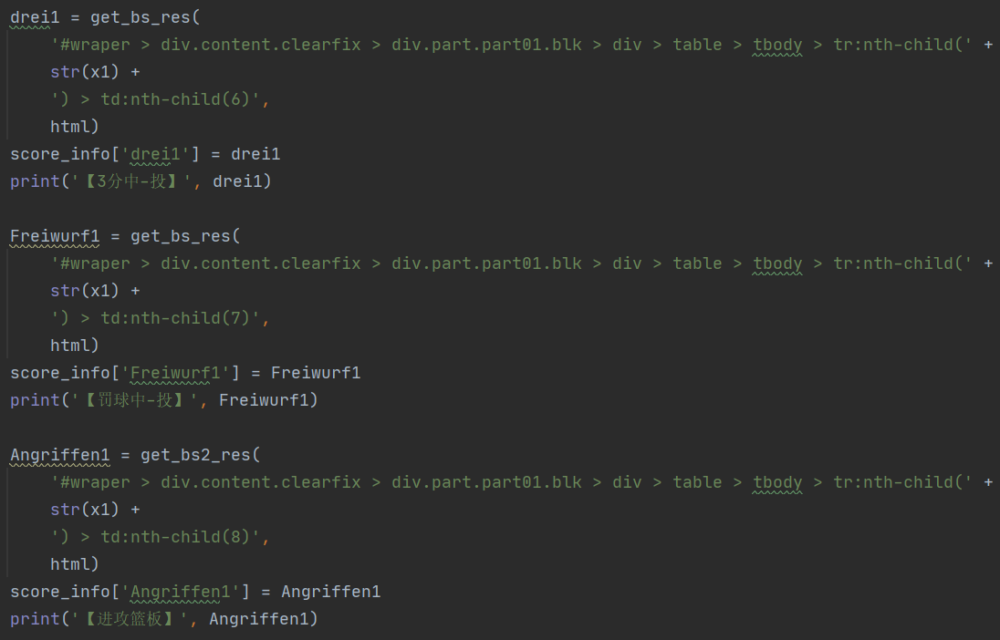 drei1 = get_bs_res(
    '#wraper > div.content.clearfix > div.part.part01.blk > div > table > tbody > tr:nth-child(' +
    str(x1) +
    ') > td:nth-child(6)',
    html)
score_info['drei1'] = drei1
print('【3分中-投】', drei1)

Freiwurf1 = get_bs_res(
    '#wraper > div.content.clearfix > div.part.part01.blk > div > table > tbody > tr:nth-child(' +
    str(x1) +
    ') > td:nth-child(7)',
    html)
score_info['Freiwurf1'] = Freiwurf1
print('【罚球中-投】', Freiwurf1)

Angriffen1 = get_bs2_res(
    '#wraper > div.content.clearfix > div.part.part01.blk > div > table > tbody > tr:nth-child(' +
    str(x1) +
    ') > td:nth-child(8)',
    html)
score_info['Angriffen1'] = Angriffen1
print('【进攻篮板】', Angriffen1)